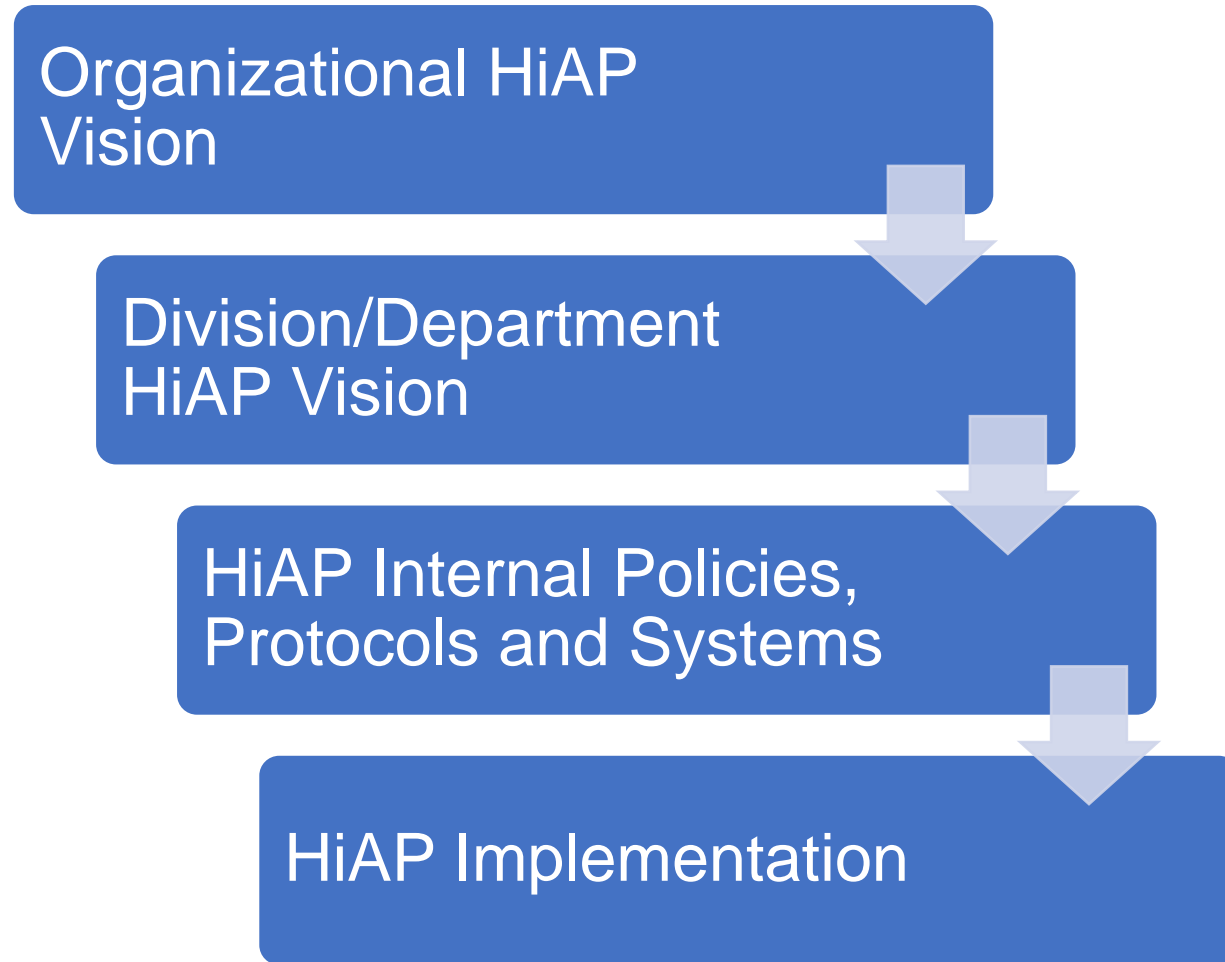 Organizational HiAP
Vision
Division/Department
HiAP Vision
HiAP Internal Policies,
Protocols and Systems
HiAP Implementation